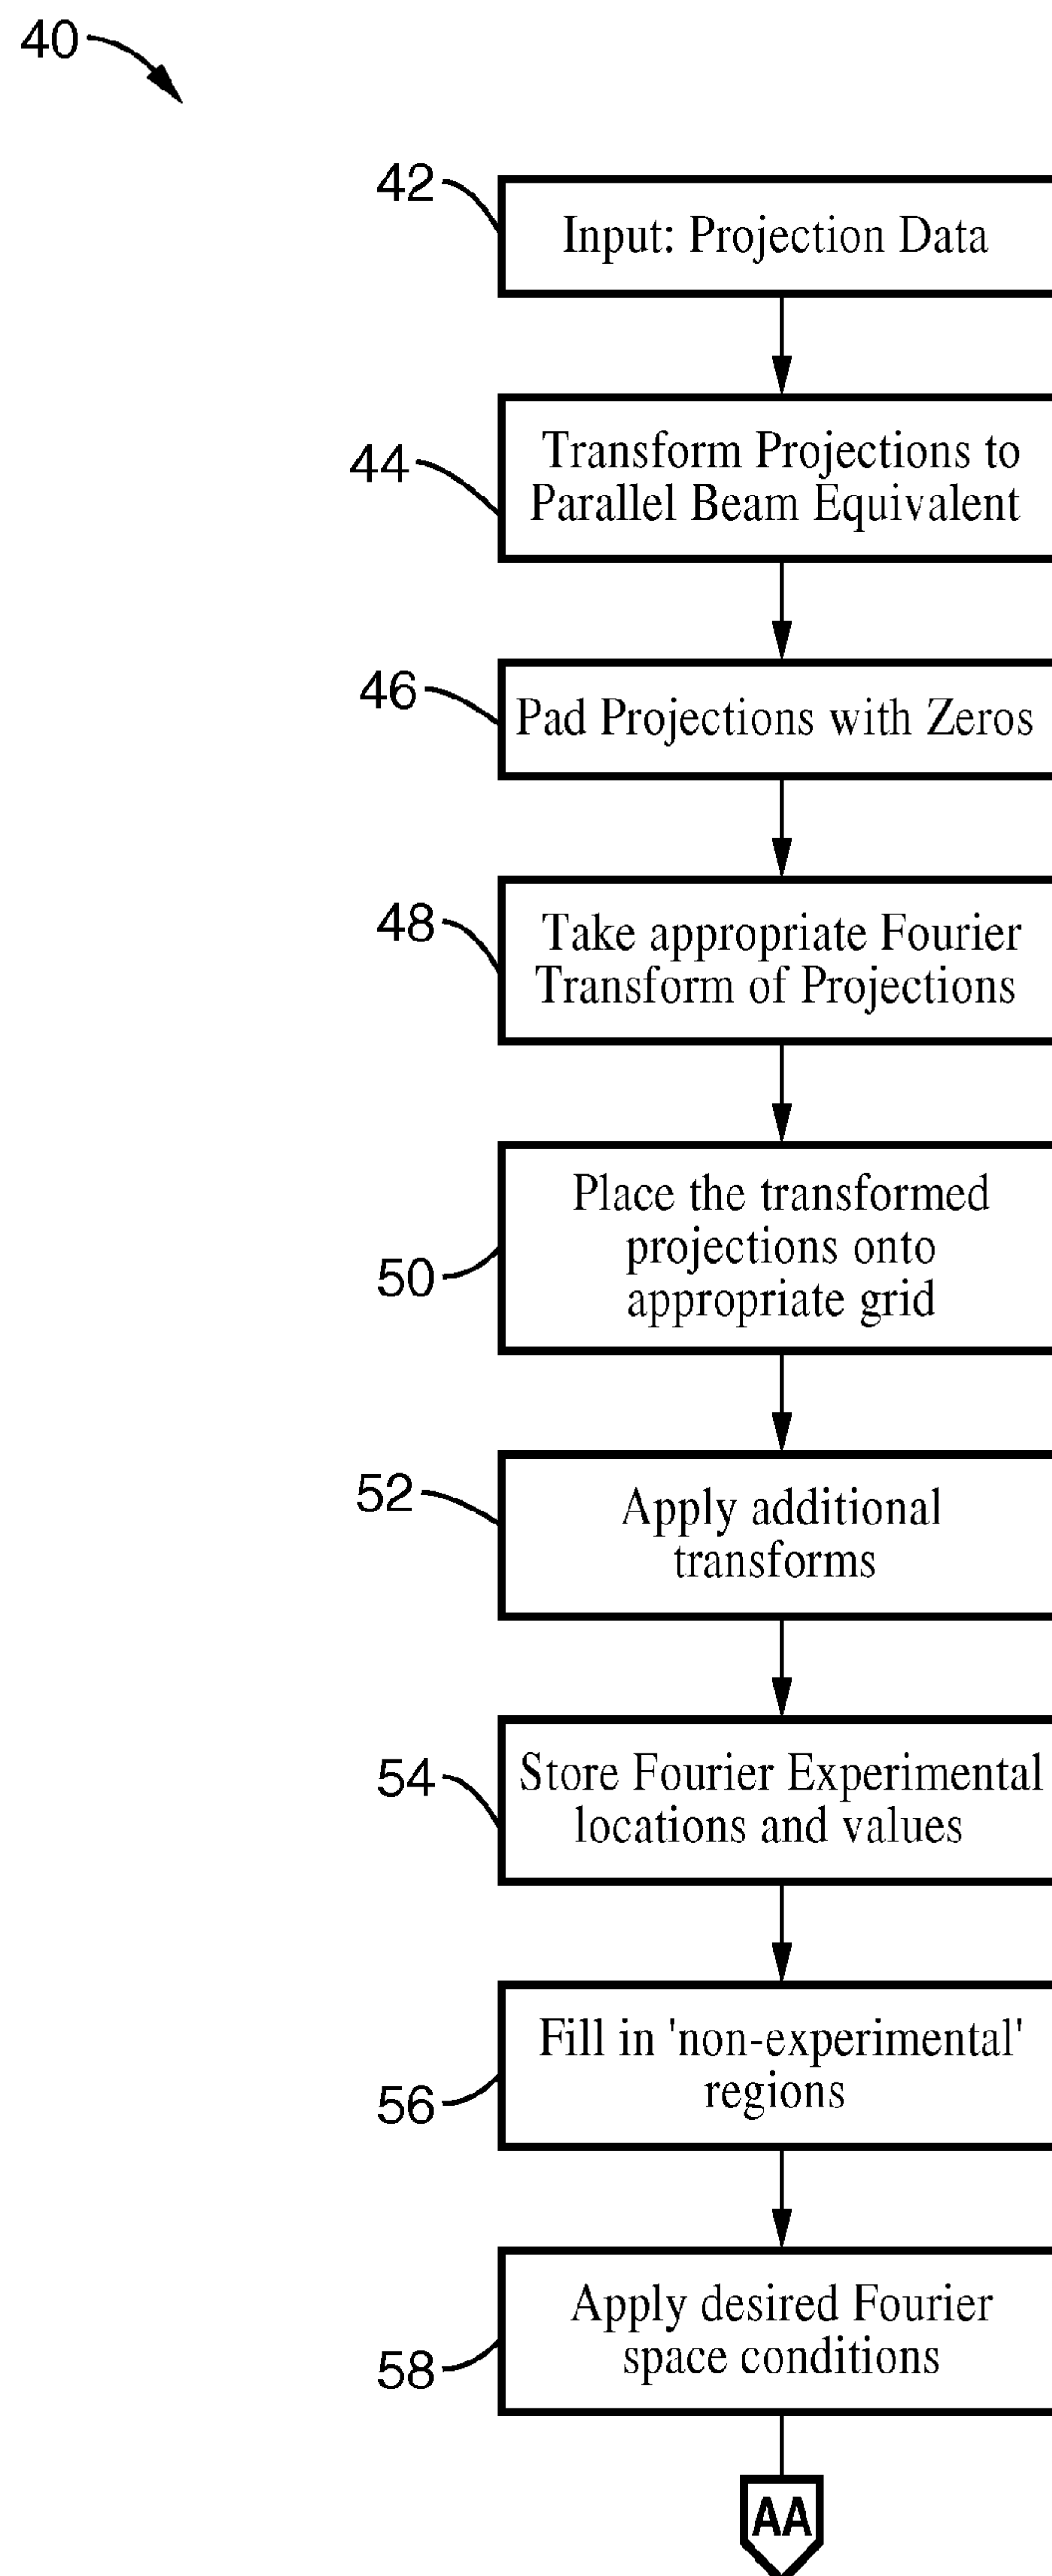 40
42
Input: Projection Data
44
Transform Projections to
Parallel Beam Equivalent
46
Pad Projections with Zeros
48
Take appropriate Fourier
Transform of Projections
50
Place the transformed
projections onto
appropriate grid
52
Apply additional
transforms
54
Store Fourier Experimental
locations and values
56
Fill in 'non-experimental'
regions
58
Apply desired Fourier
space conditions
AA